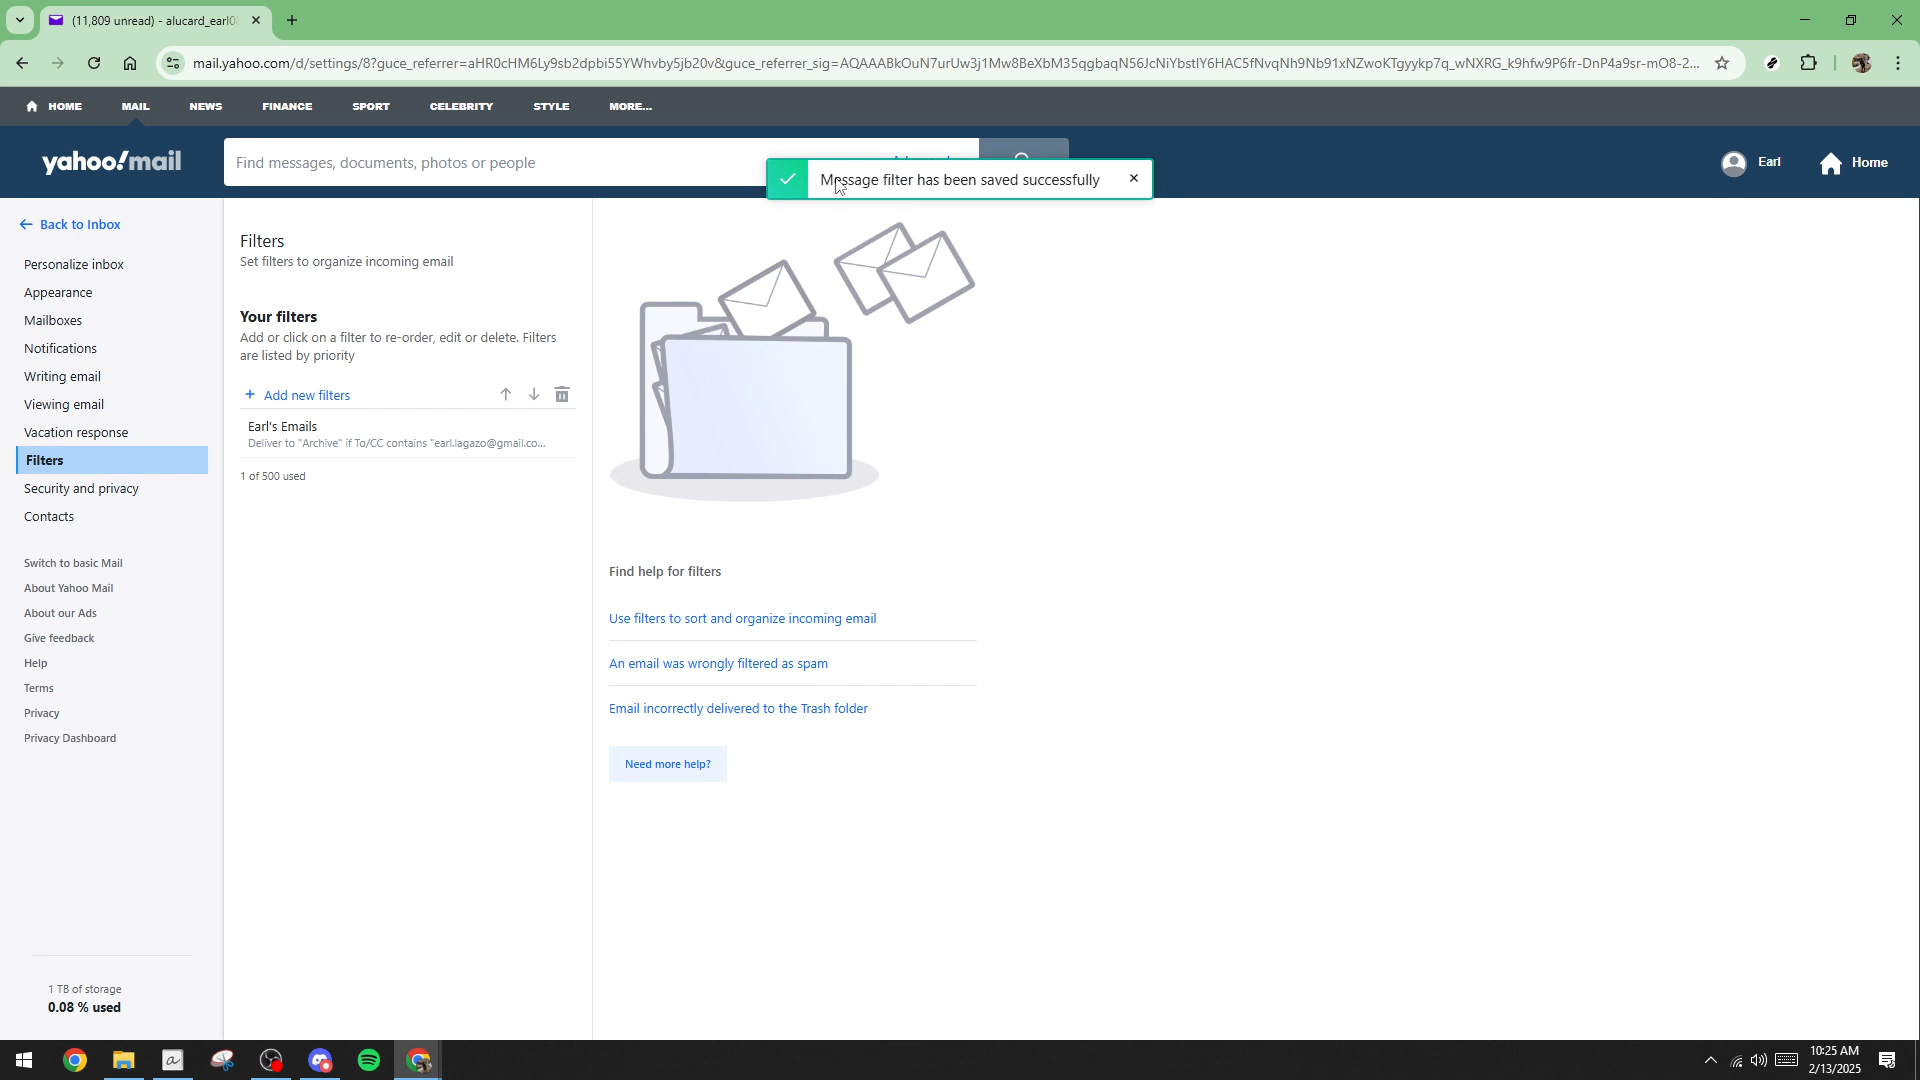 (11,809 unread) - alucard_earl0
mail.yahoo.com/d/settings/8?guce_referrer=aHR0cHM6Ly9sb2dpbi55YWhvby5jb20v&guce_referrer_sig=AQAAABkOuN7urUw3j1Mw8BeXbM35qgbaqN56JcNiYbstlY6HAC5fNvqNh9Nb91xNZwoKTgyykp7q_wNXRG_k9hfw9P6fr-DnP4a9sr-mO8-2...
HOME MAIL NEWS FINANCE SPORT CELEBRITY STYLE MORE...
yahoo!mail
Find messages, documents, photos or people
Message filter has been saved successfully
Earl
Home
Back to Inbox
Personalize inbox
Appearance
Mailboxes
Notifications
Writing email
Viewing email
Vacation response
Filters
Security and privacy
Contacts
Switch to basic Mail
About Yahoo Mail
About our Ads
Give feedback
Help
Terms
Privacy
Privacy Dashboard
1 TB of storage
0.08 % used
Filters
Set filters to organize incoming email
Your filters
Add or click on a filter to re-order, edit or delete. Filters
are listed by priority
+ Add new filters
Earl's Emails
Deliver to "Archive" if To/CC contains "earl.lagazo@gmail.co...
1 of 500 used
Find help for filters
Use filters to sort and organize incoming email
An email was wrongly filtered as spam
Email incorrectly delivered to the Trash folder
Need more help?
10:25 AM
2/13/2025